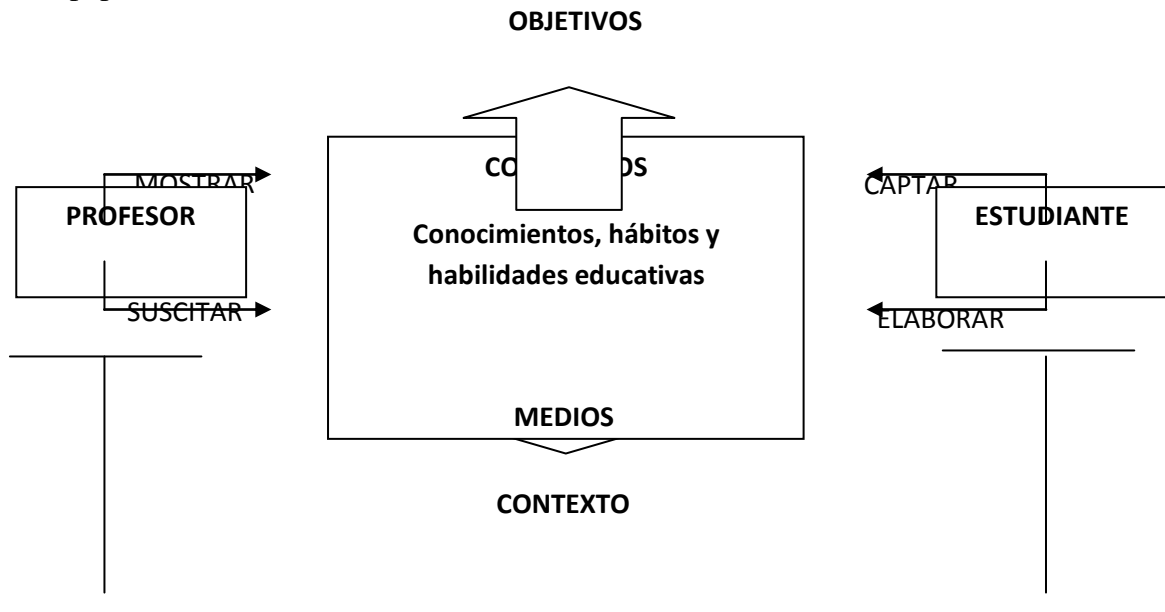 OBJETIVOS
MOSTRAR
CAPTAR
PROFESOR
ESTUDIANTE
Conocimientos, hábitos y
habilidades educativas
SUSCITAR
ELABORAR
MEDIOS
CONTEXTO